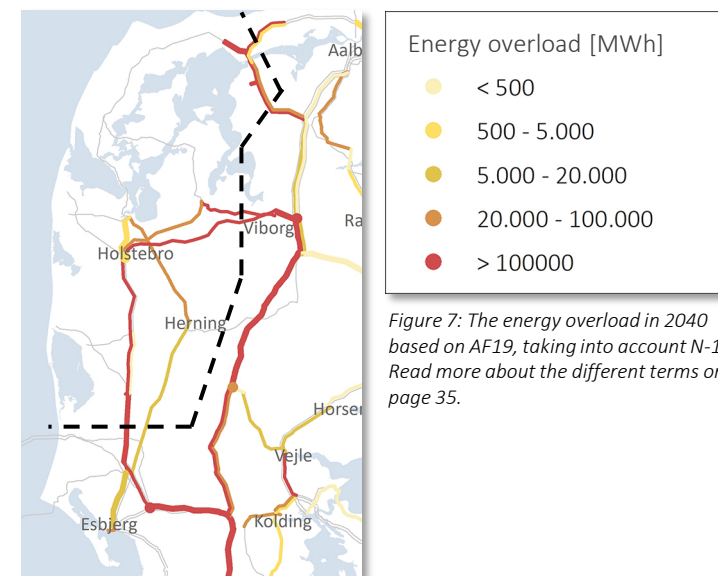 Aalb
Viborg
Ra
Holstebro
Herning
Horser
Vejle
Esbjerg
Kolding
Energy overload [MWh]
< 500
500 - 5.000
5.000 - 20.000
20.000 - 100.000
> 100000
Figure 7: The energy overload in 2040
based on AF19, taking into account N-1
Read more about the different terms on
page 35.